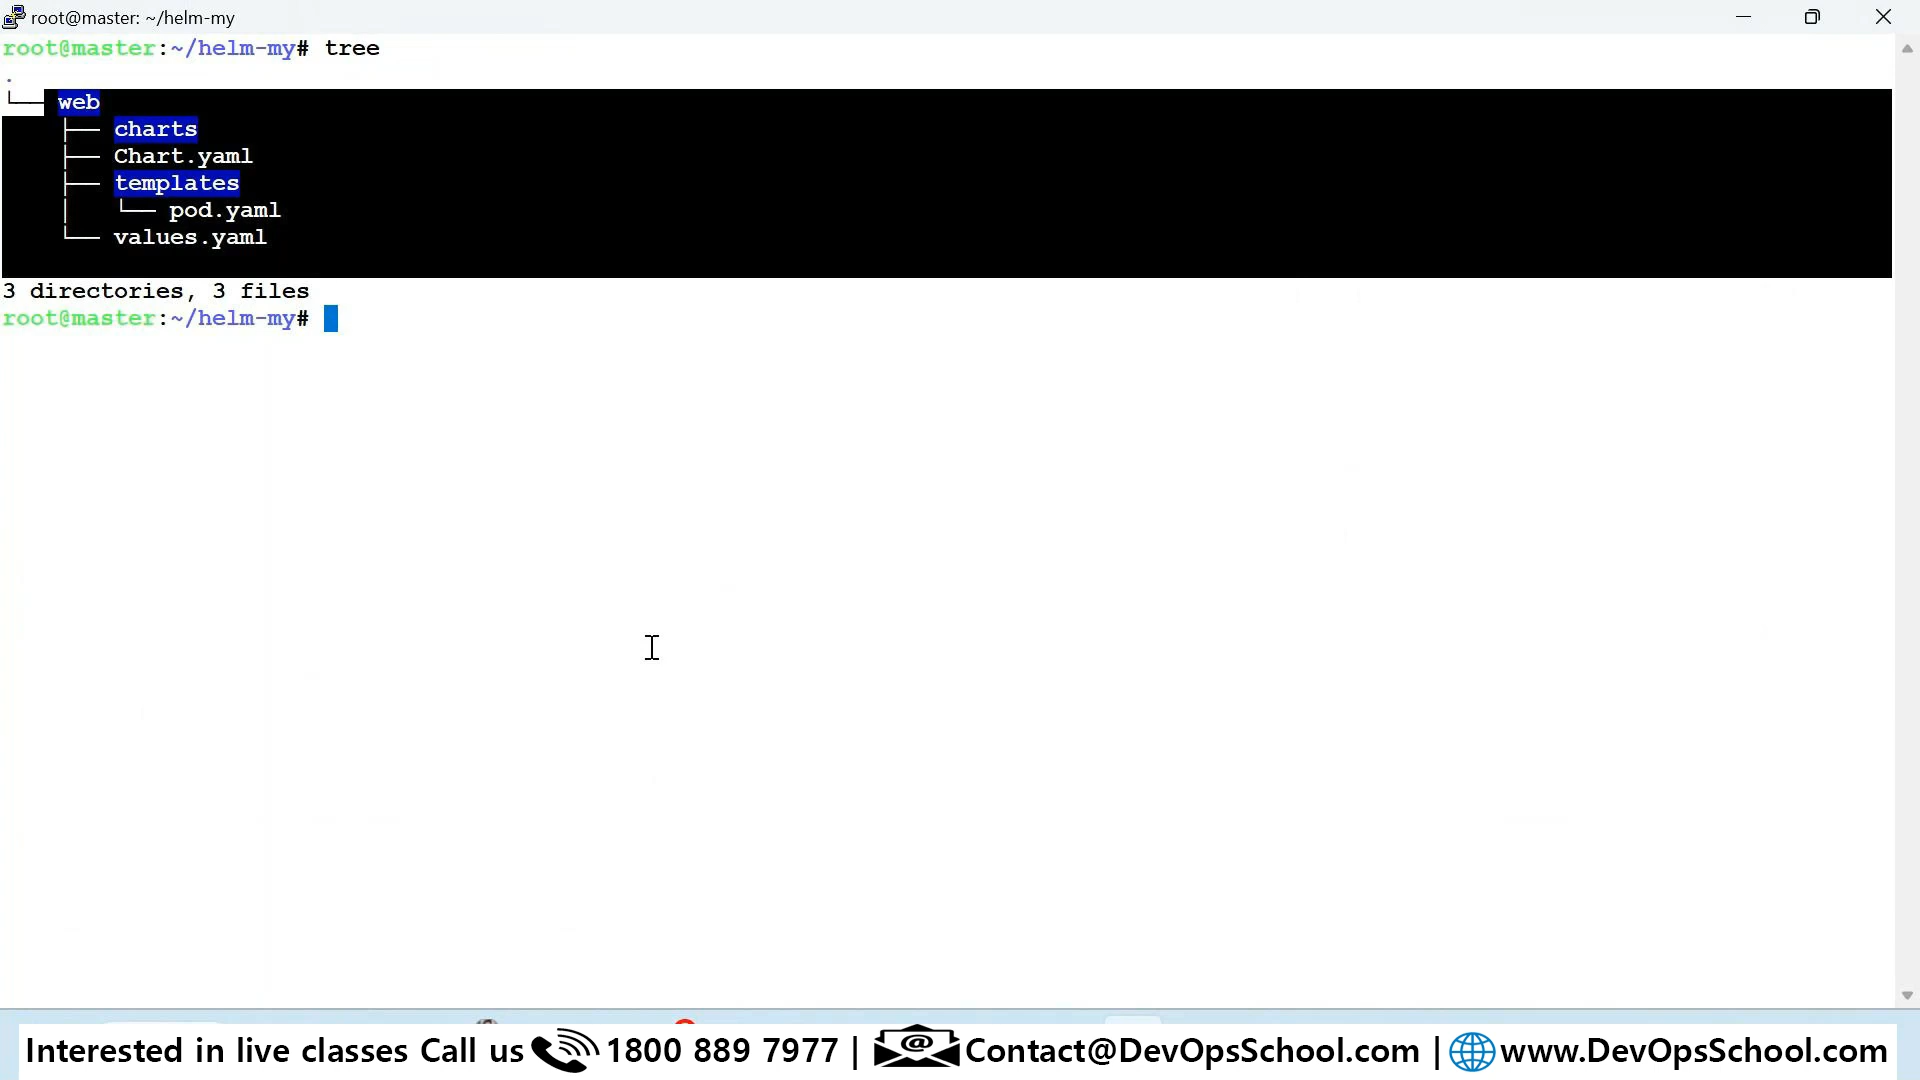 root@master: ~/helm-my
root@master:~/helm-my# tree
.
└── web
    ├── charts
    ├── Chart.yaml
    ├── templates
    │   └── pod.yaml
    └── values.yaml
3 directories, 3 files
root@master:~/helm-my#
Interested in live classes Call us 1800 889 7977 | Contact@DevOpsSchool.com | www.DevOpsSchool.com